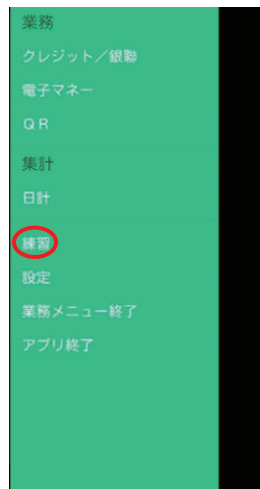 業務
クレジット／銀聯
電子マネー
ＱＲ
集計
日計
練習
設定
業務メニュー終了
アプリ終了